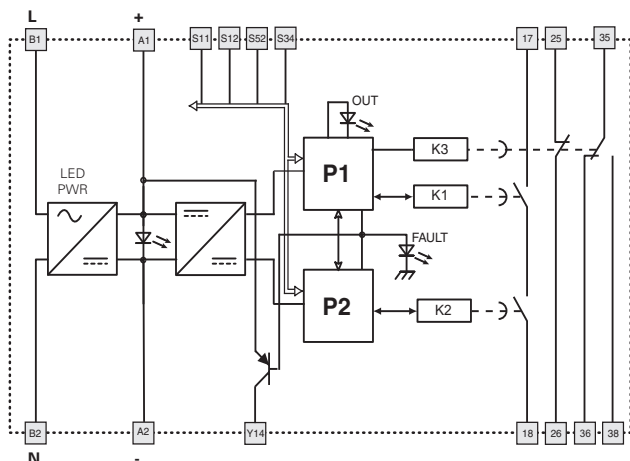 L +
B1 A1 S11 S12 S52 S34 17 25 35
OUT
LED
PWR
P1
K3
K1
FAULT
P2
K2
B2 A2 Y14 18 26 36 38
N -